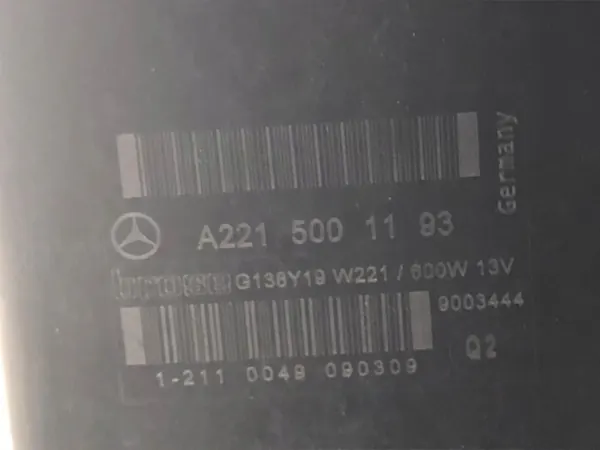 Germany
A221 500 11 93
G136Y19 W221 / 600W 13V
9003444
Q2
1-211 0049 090309